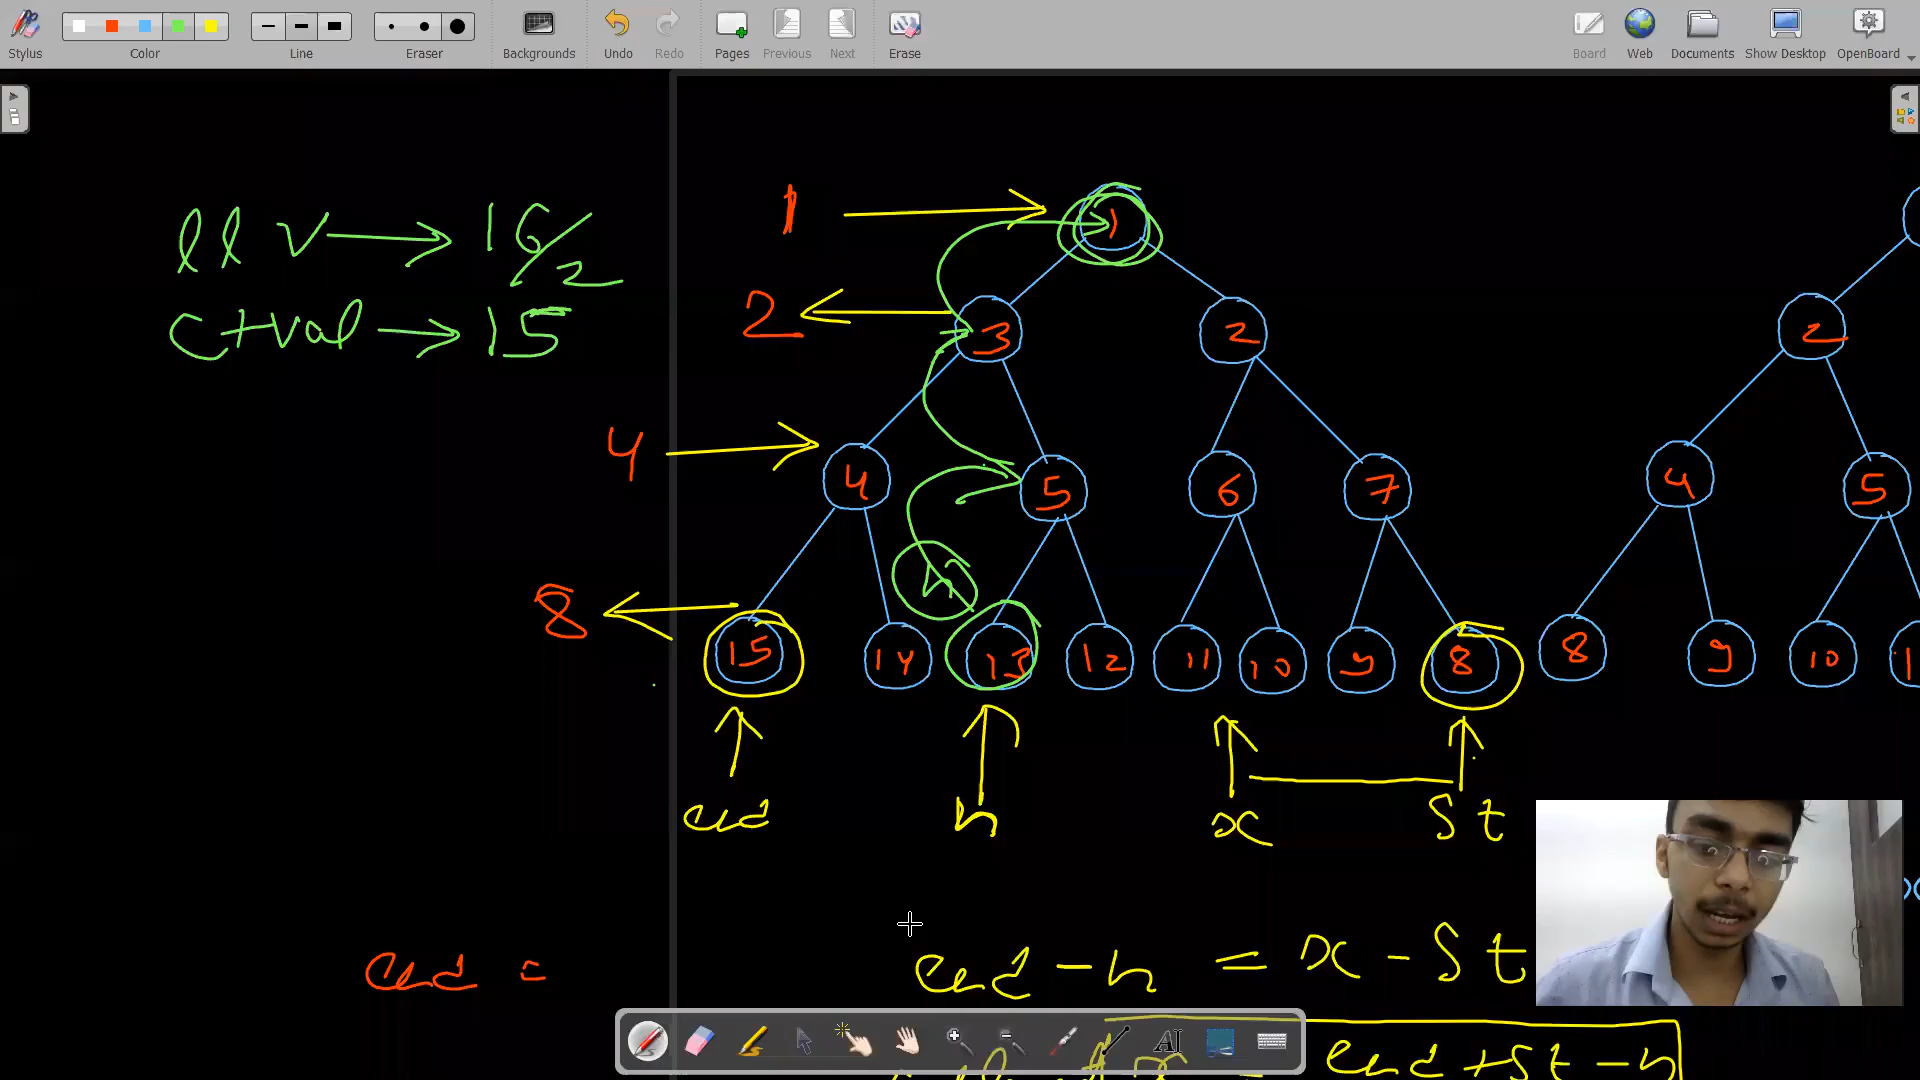 Stylus
Color
Line
Eraser
Backgrounds
Undo
Redo
Pages
Previous
Next
Erase
Board
Web
Documents
Show Desktop
OpenBoard
ll v → 16/2
c+val → 15
1
2
4
8
1
3 2
4 5 6 7
15 14 13 12 11 10 9 8
n
2
4 5
8 9 10 1
end n x St
end - n = x - St
end =
end + St - n